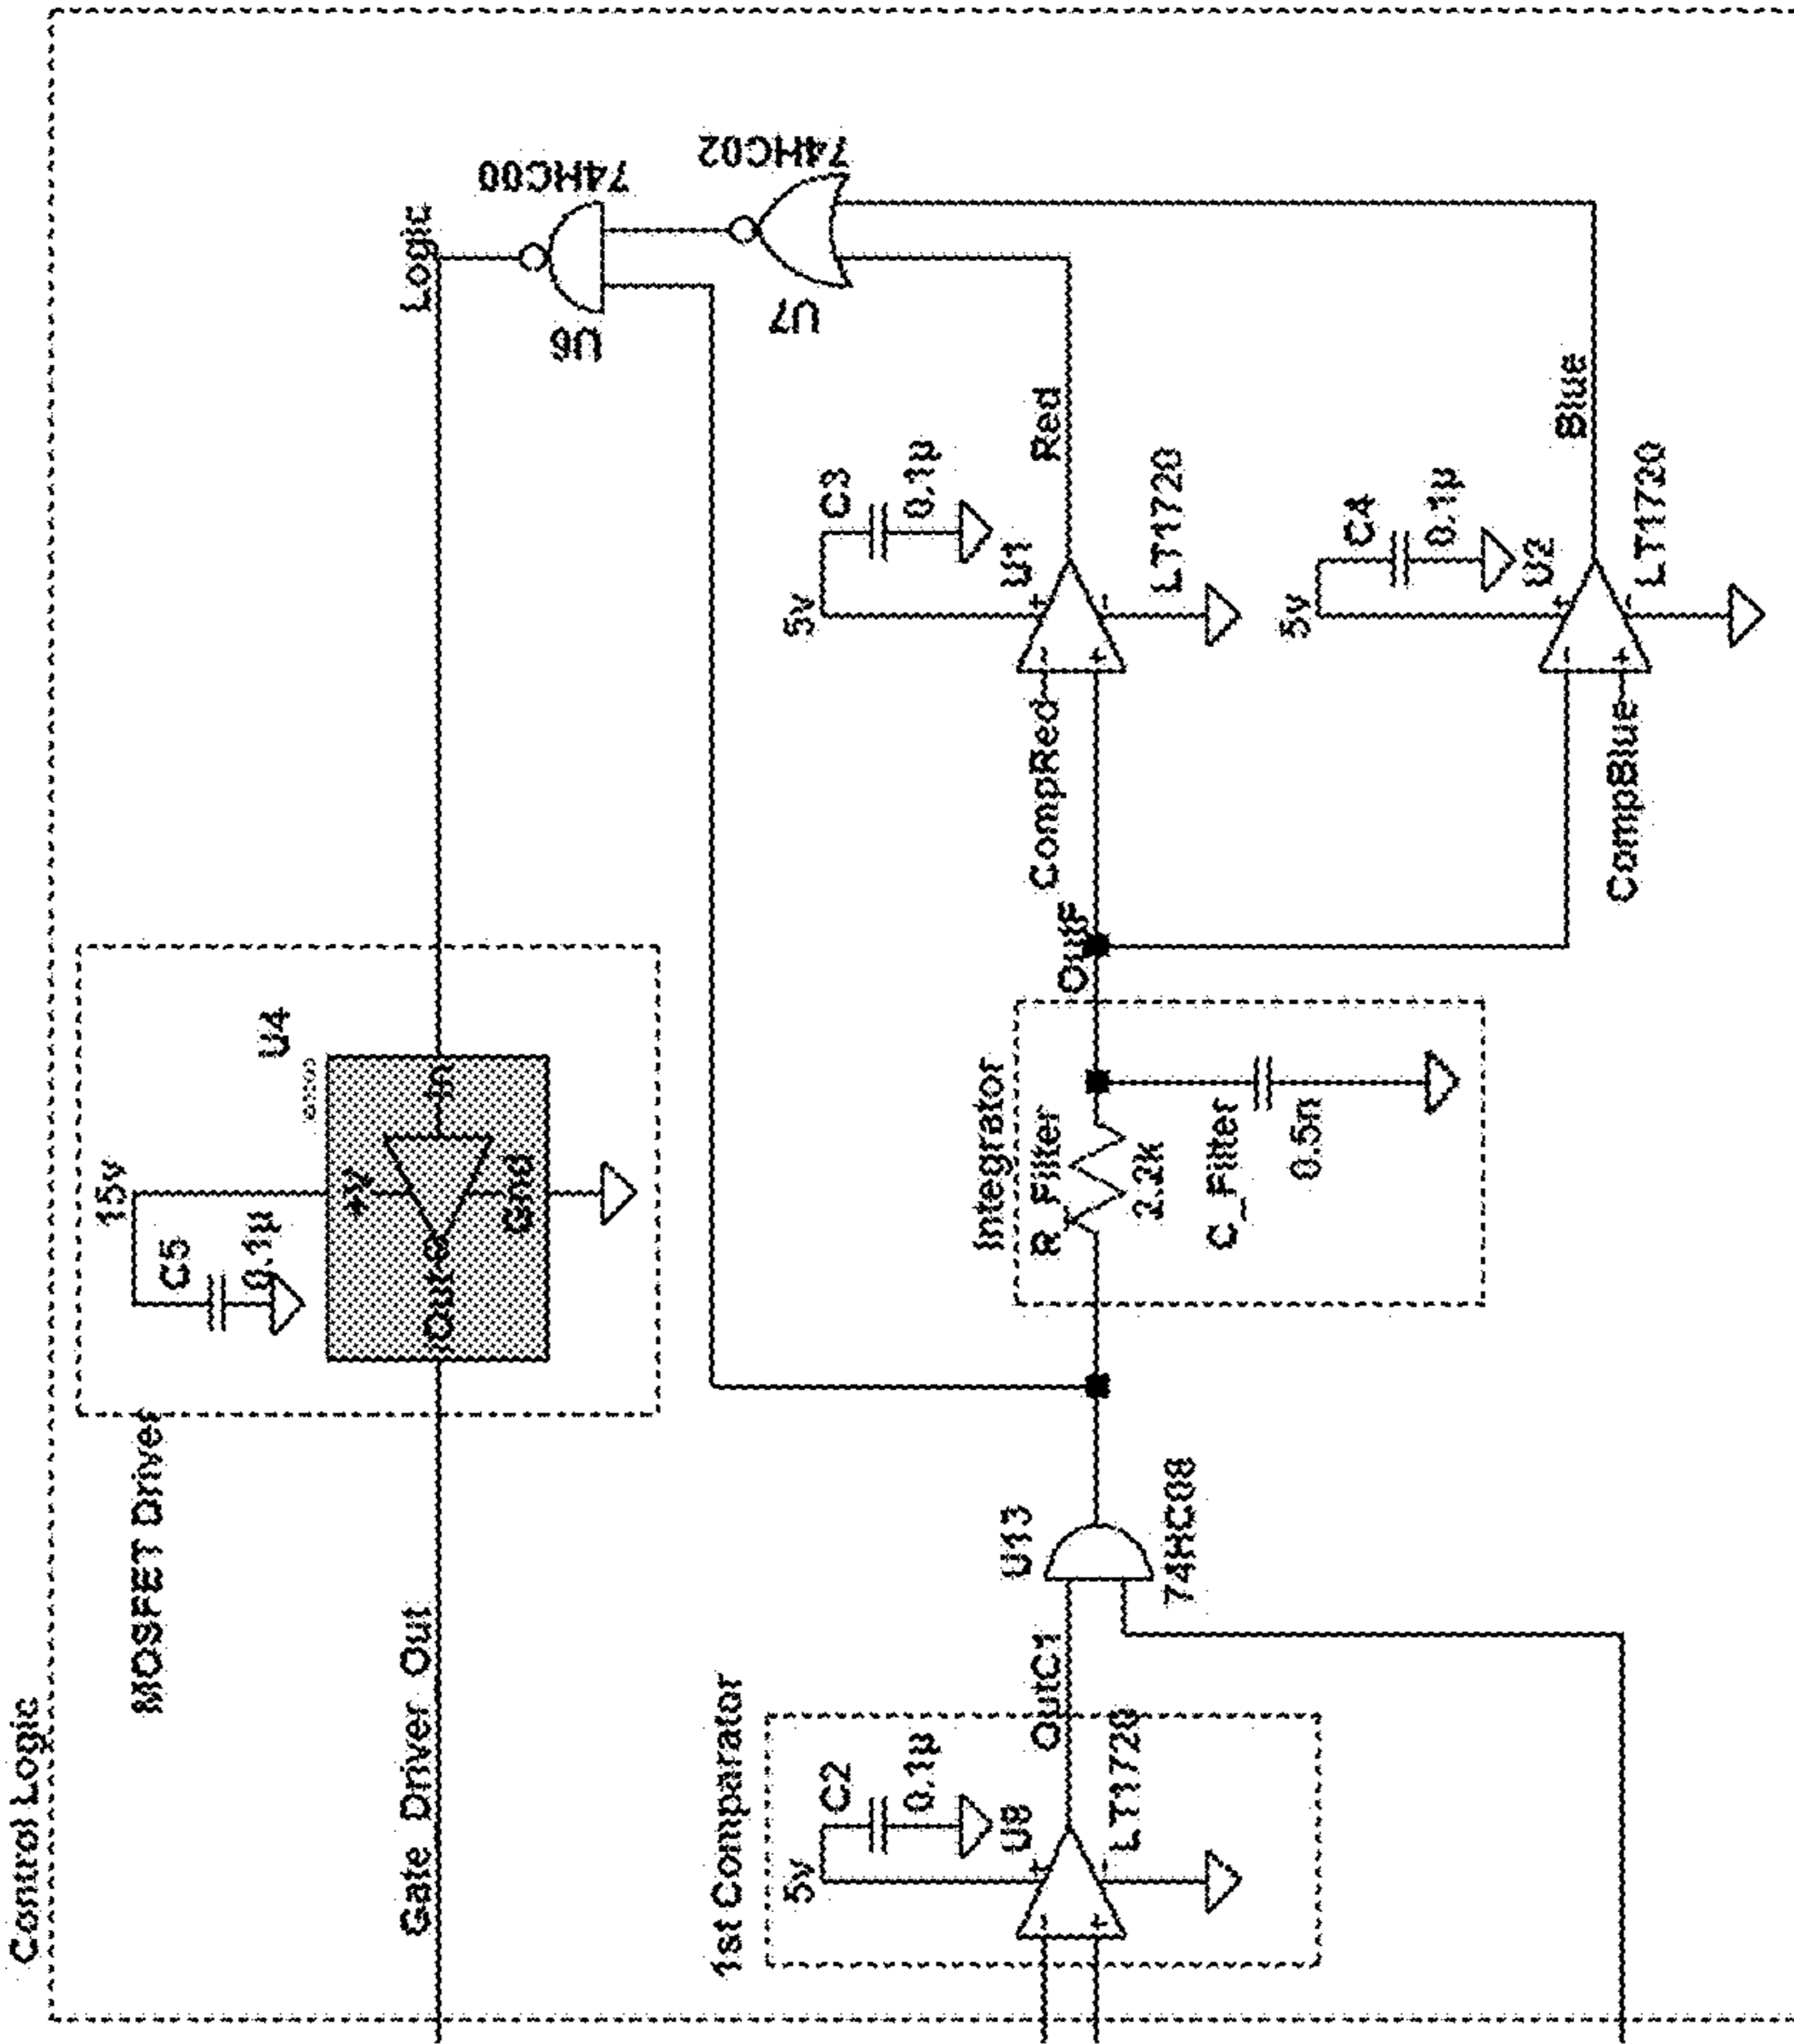 Control Logic
MOSFET Driver
15v
C5
0.1µ
U4
+V
In
Out
Gnd
Gate Driver Out
Logic
74HC00
U6
74HC02
U7
1st Comparator
5v
C2
0.1µ
U8
LT1720
OutC1
U13
74HC08
Integrator
R_Filter
2.2k
C_Filter
0.5n
OutF
CompRed
5v
C3
0.1µ
U1
LT1720
Red
CompBlue
5v
C4
0.1µ
U2
LT1720
Blue